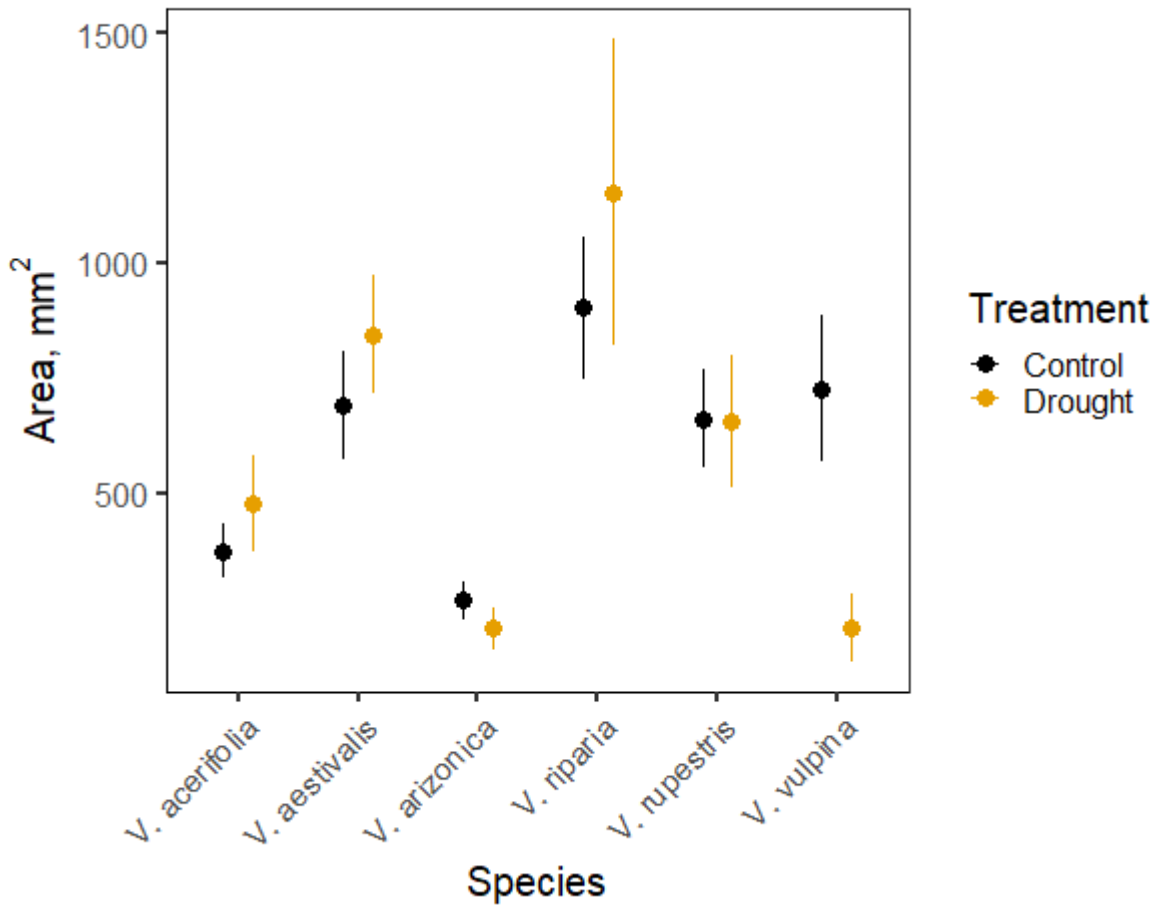 1500
1000
500
Area, mm²
V. acerifolia
V. aestivalis
V. arizonica
V. riparia
V. rupestris
V. vulpina
Species
Treatment
Control
Drought